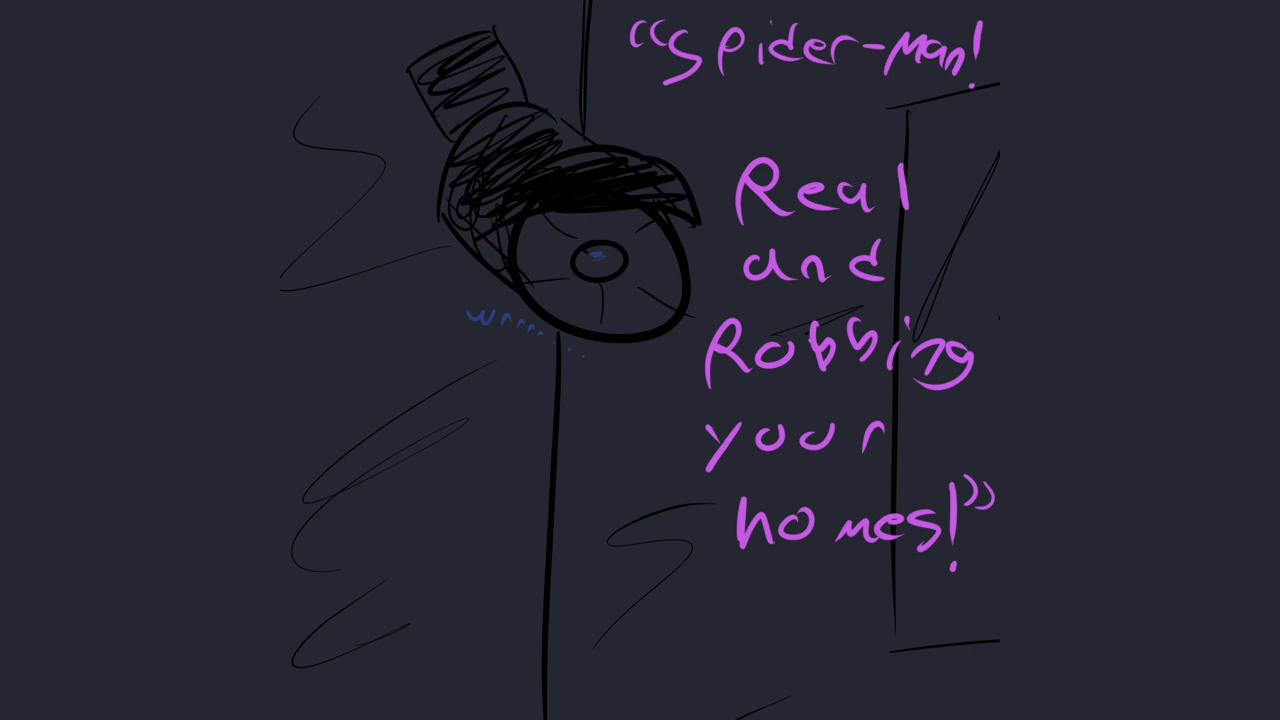 “Spider-Man!
Real
and
Robbing
your
homes!”
wrrrr.....